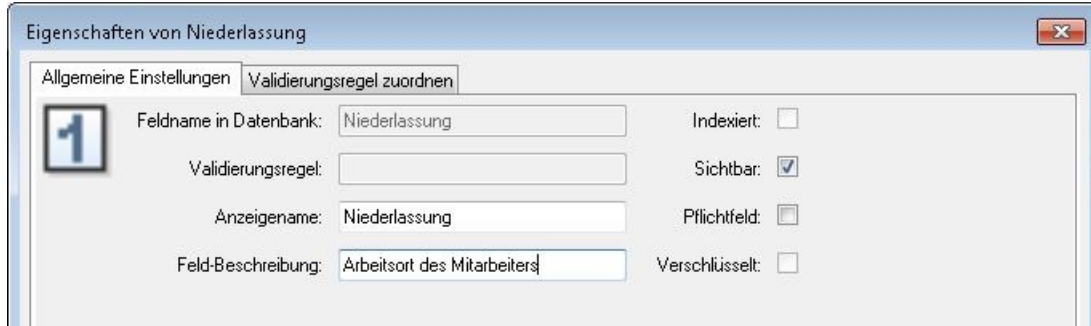 Eigenschaften von Niederlassung
Allgemeine Einstellungen Validierungsregel zuordnen
1 Feldname in Datenbank: Niederlassung Indexiert:
Validierungsregel: Sichtbar:
Anzeigename: Niederlassung Pflichtfeld:
Feld-Beschreibung: Arbeitsort des Mitarbeiters Verschlüsselt: